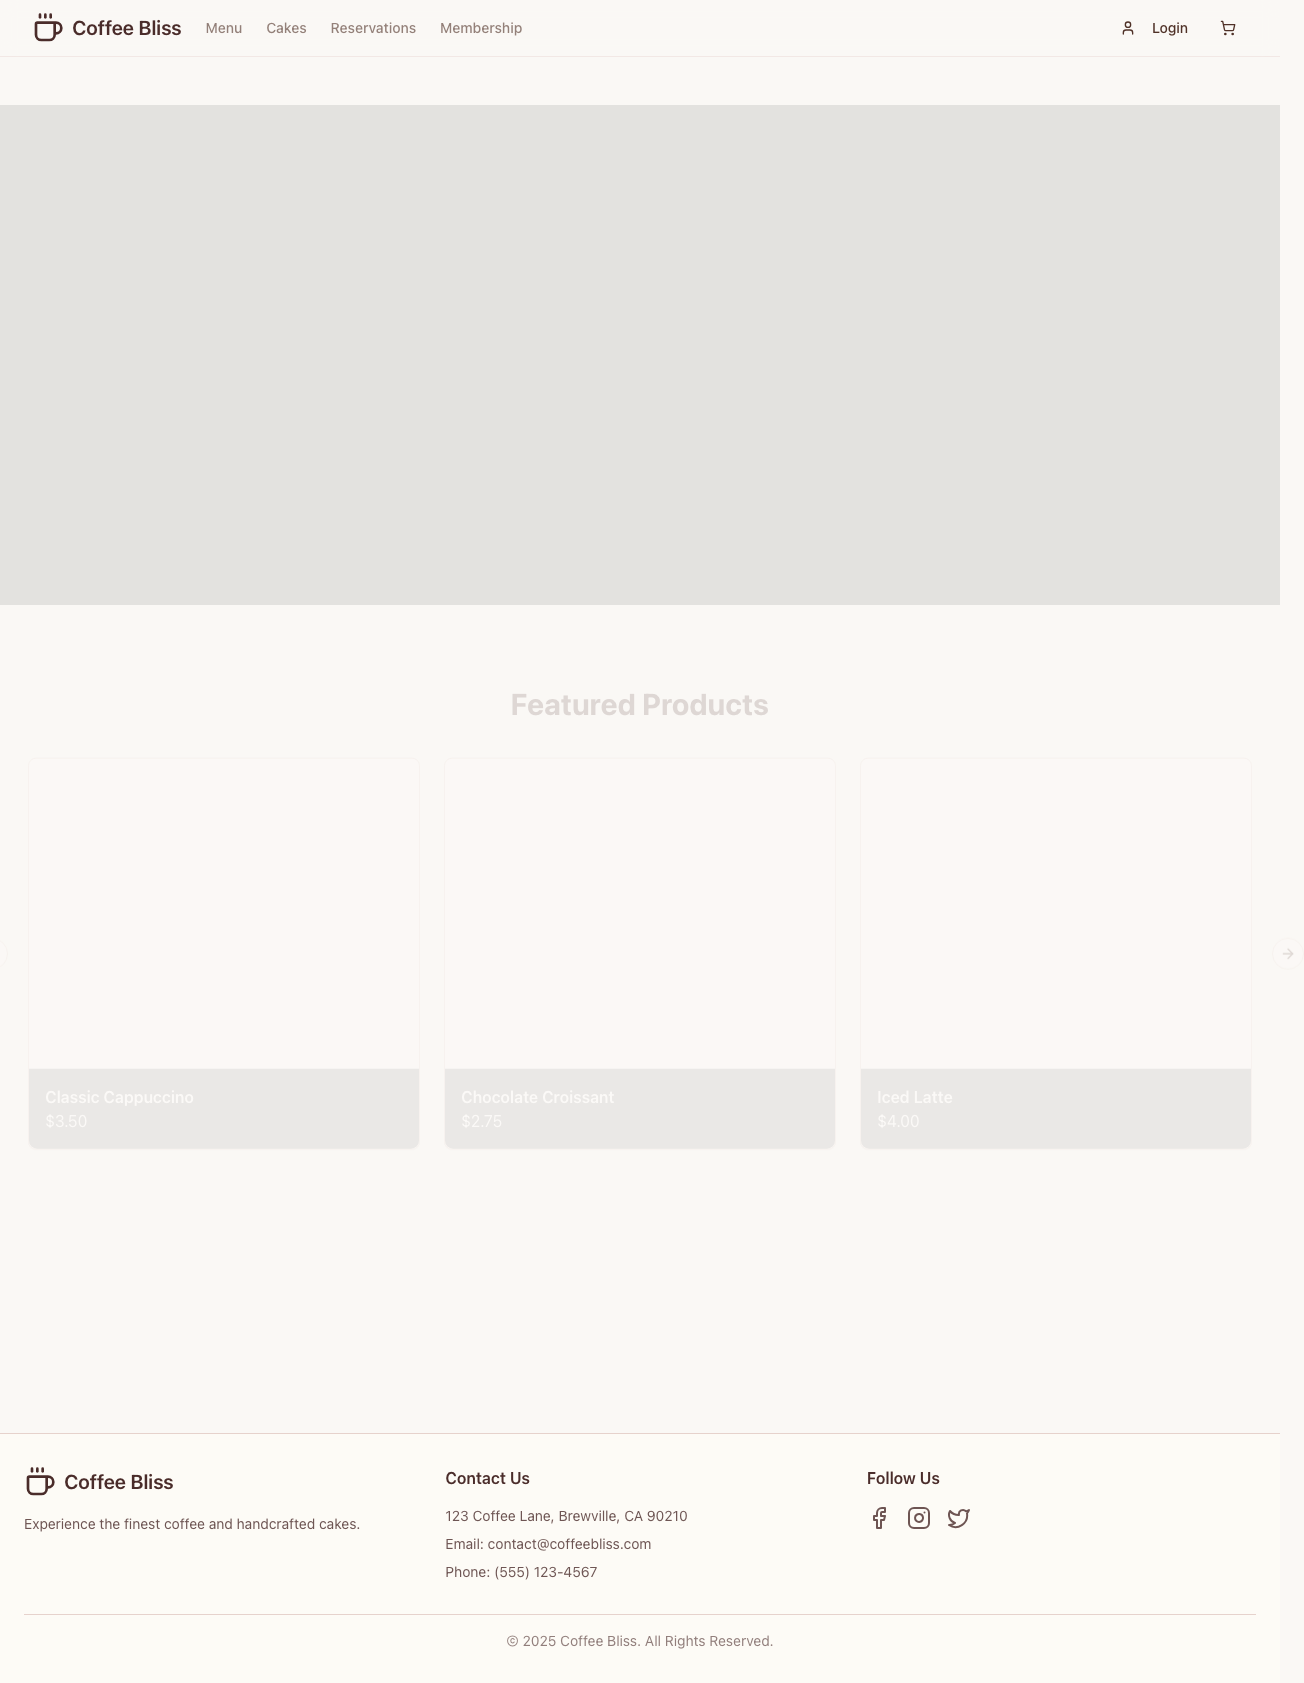 Coffee Bliss
Menu
Cakes
Reservations
Membership
Login
Featured Products
Classic Cappuccino
$3.50
Chocolate Croissant
$2.75
Iced Latte
$4.00
Coffee Bliss
Experience the finest coffee and handcrafted cakes.
Contact Us
123 Coffee Lane, Brewville, CA 90210
Email: contact@coffeebliss.com
Phone: (555) 123-4567
Follow Us
© 2025 Coffee Bliss. All Rights Reserved.